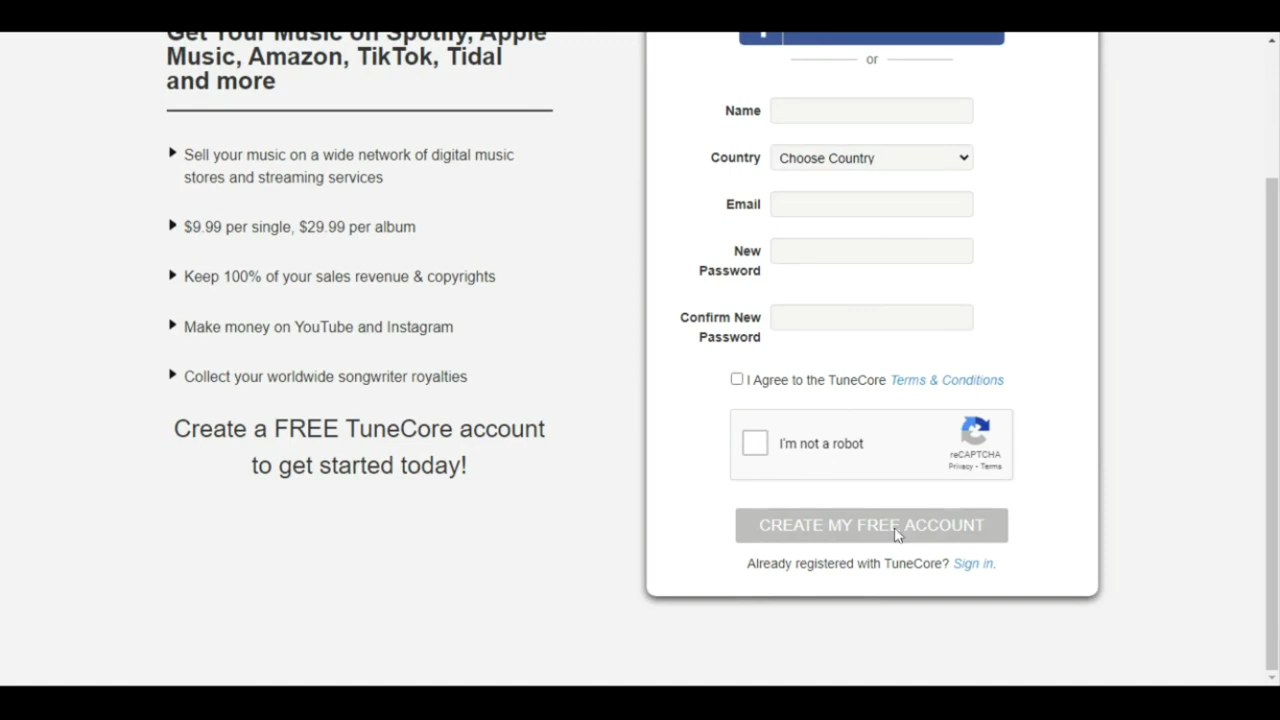 Get Your Music on Spotify, Apple
Music, Amazon, TikTok, Tidal
and more
Sell your music on a wide network of digital music
stores and streaming services
$9.99 per single, $29.99 per album
Keep 100% of your sales revenue & copyrights
Make money on YouTube and Instagram
Collect your worldwide songwriter royalties
Create a FREE TuneCore account
to get started today!
or
Name
Country Choose Country
Email
New
Password
Confirm New
Password
I Agree to the TuneCore Terms & Conditions
I'm not a robot
reCAPTCHA
Privacy - Terms
CREATE MY FREE ACCOUNT
Already registered with TuneCore? Sign in.